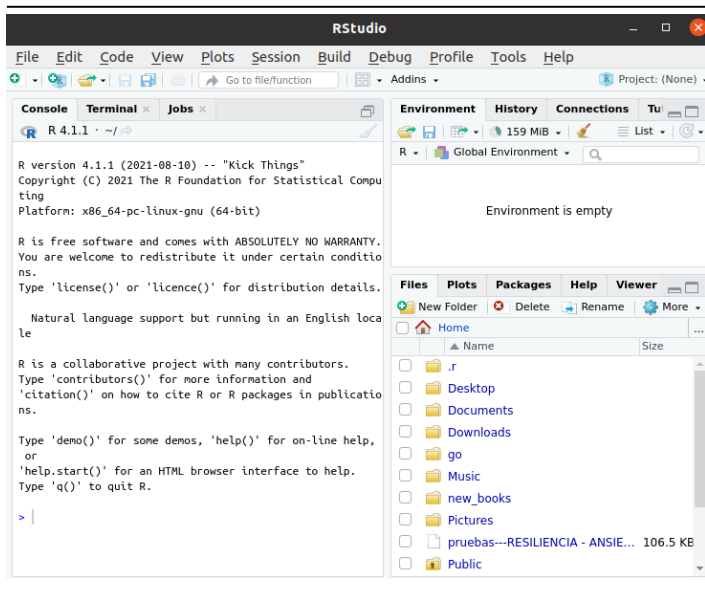 RStudio
File Edit Code View Plots Session Build Debug Profile Tools Help
Go to file/function Addins Project: (None)
Console Terminal Jobs
R 4.1.1 · ~/
R version 4.1.1 (2021-08-10) -- "Kick Things"
Copyright (C) 2021 The R Foundation for Statistical Compu
ting
Platform: x86_64-pc-linux-gnu (64-bit)
R is free software and comes with ABSOLUTELY NO WARRANTY.
You are welcome to redistribute it under certain conditio
ns.
Type 'license()' or 'licence()' for distribution details.
Natural language support but running in an English loca
le
R is a collaborative project with many contributors.
Type 'contributors()' for more information and
'citation()' on how to cite R or R packages in publicatio
ns.
Type 'demo()' for some demos, 'help()' for on-line help,
or
'help.start()' for an HTML browser interface to help.
Type 'q()' to quit R.
>
Environment History Connections Tu
159 MiB List
R Global Environment
Environment is empty
Files Plots Packages Help Viewer
New Folder Delete Rename More
Home ...
Name Size
.r
Desktop
Documents
Downloads
go
Music
new_books
Pictures
pruebas---RESILIENCIA - ANSIE... 106.5 KB
Public